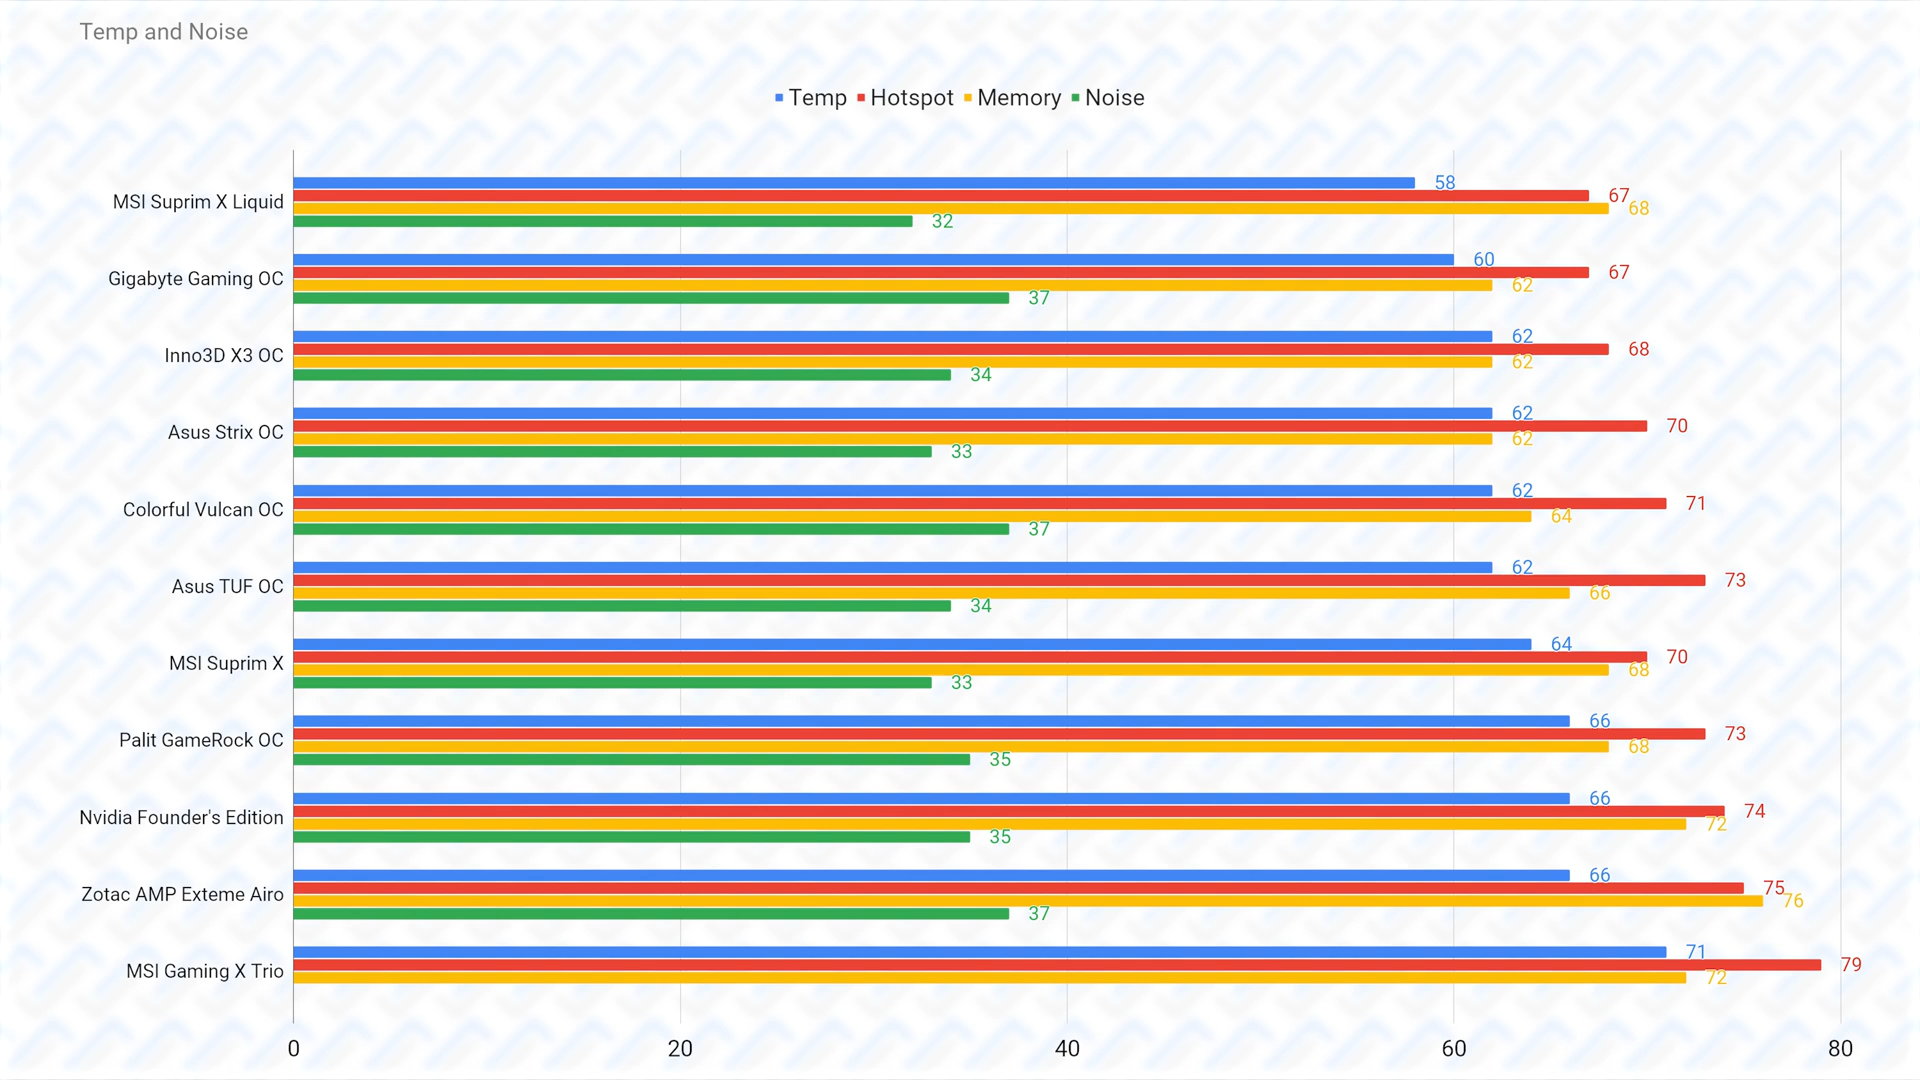 Temp and Noise
Temp Hotspot Memory Noise
MSI Suprim X Liquid 58 67 68 32
Gigabyte Gaming OC 60 67 62 37
Inno3D X3 OC 62 68 62 34
Asus Strix OC 62 70 62 33
Colorful Vulcan OC 62 71 64 37
Asus TUF OC 62 73 66 34
MSI Suprim X 64 70 68 33
Palit GameRock OC 66 73 68 35
Nvidia Founder's Edition 66 74 72 35
Zotac AMP Exteme Airo 66 75 76 37
MSI Gaming X Trio 71 79 72
0 20 40 60 80